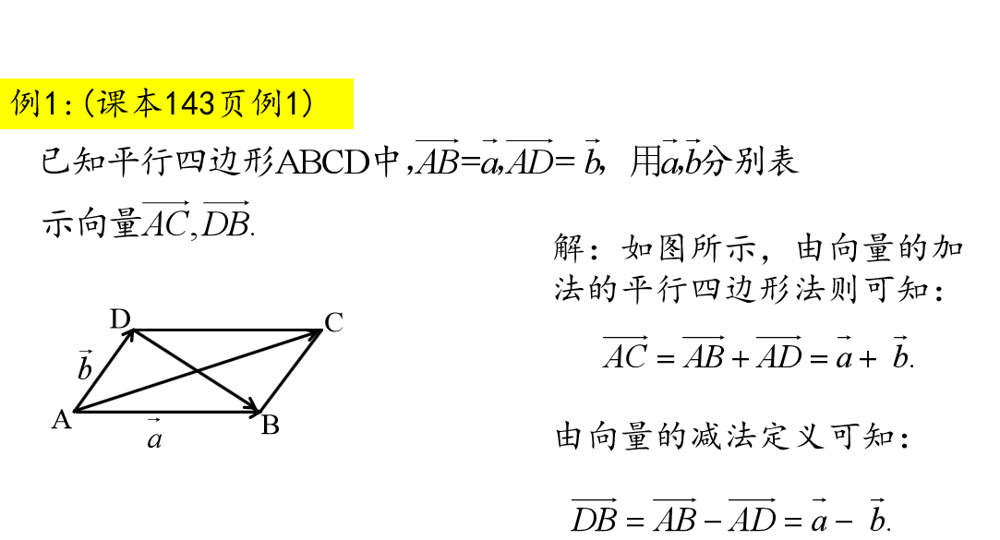 例1:(课本143页例1)
已知平行四边形ABCD中,$\overrightarrow{AB}=\vec{a}$,$\overrightarrow{AD}=\vec{b}$, 用$\vec{a}$,$\vec{b}$分别表
示向量$\overrightarrow{AC}$,$\overrightarrow{DB}$.
解：如图所示，由向量的加
法的平行四边形法则可知：
$\overrightarrow{AC}=\overrightarrow{AB}+\overrightarrow{AD}=\vec{a}+\vec{b}.$
由向量的减法定义可知：
$\overrightarrow{DB}=\overrightarrow{AB}-\overrightarrow{AD}=\vec{a}-\vec{b}.$
D
C
$\vec{b}$
A
B
$\vec{a}$